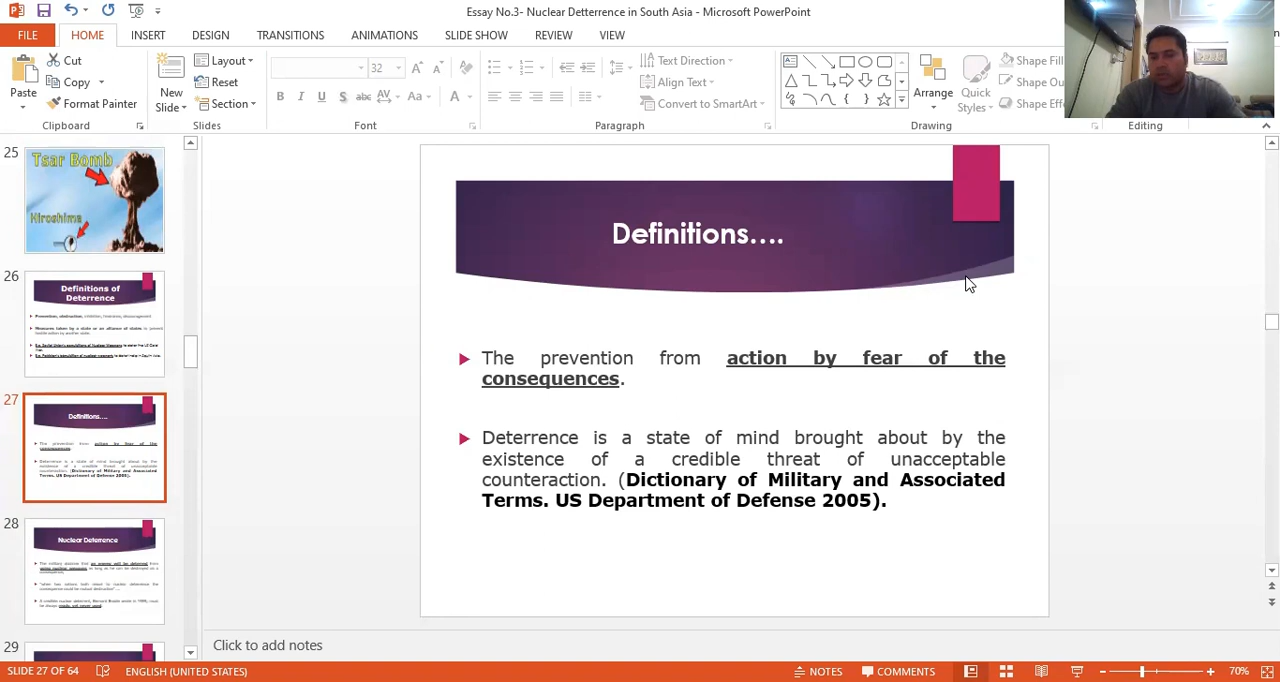 Essay No.3- Nuclear Detterrence in South Asia - Microsoft PowerPoint
FILE HOME INSERT DESIGN TRANSITIONS ANIMATIONS SLIDE SHOW REVIEW VIEW
Paste
Cut
Copy
Format Painter
Clipboard
New
Slide
Layout
Reset
Section
Slides
32
Font
Text Direction
Align Text
Convert to SmartArt
Paragraph
Arrange
Quick
Styles
Shape Fill
Shape Ou
Shape Eff
Drawing
Editing
25
Tsar Bomb
Hiroshima
26
Definitions of
Deterrence
27
Definitions....
28
Nuclear Deterrence
29
Definitions....
The prevention from action by fear of the
consequences.
Deterrence is a state of mind brought about by the
existence of a credible threat of unacceptable
counteraction. (Dictionary of Military and Associated
Terms. US Department of Defense 2005).
Click to add notes
SLIDE 27 OF 64 ENGLISH (UNITED STATES) NOTES COMMENTS 70%